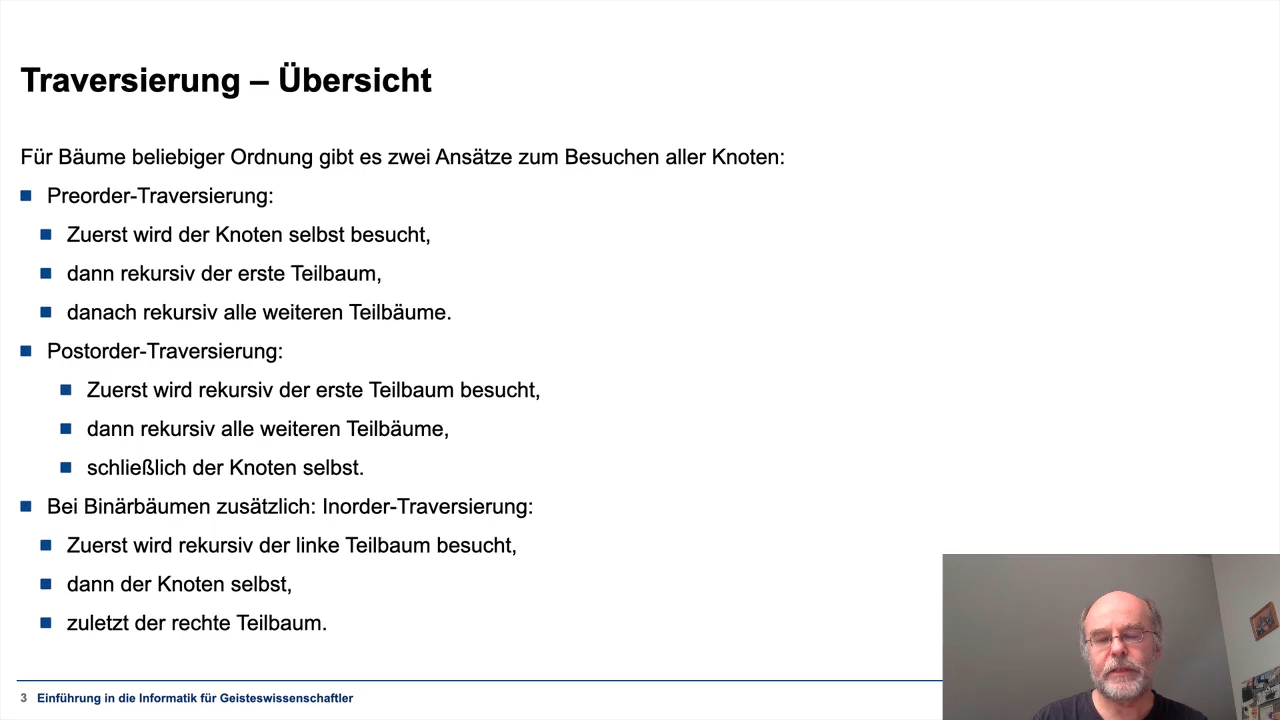 Traversierung – Übersicht
Für Bäume beliebiger Ordnung gibt es zwei Ansätze zum Besuchen aller Knoten:
Preorder-Traversierung:
Zuerst wird der Knoten selbst besucht,
dann rekursiv der erste Teilbaum,
danach rekursiv alle weiteren Teilbäume.
Postorder-Traversierung:
Zuerst wird rekursiv der erste Teilbaum besucht,
dann rekursiv alle weiteren Teilbäume,
schließlich der Knoten selbst.
Bei Binärbäumen zusätzlich: Inorder-Traversierung:
Zuerst wird rekursiv der linke Teilbaum besucht,
dann der Knoten selbst,
zuletzt der rechte Teilbaum.
3 Einführung in die Informatik für Geisteswissenschaftler